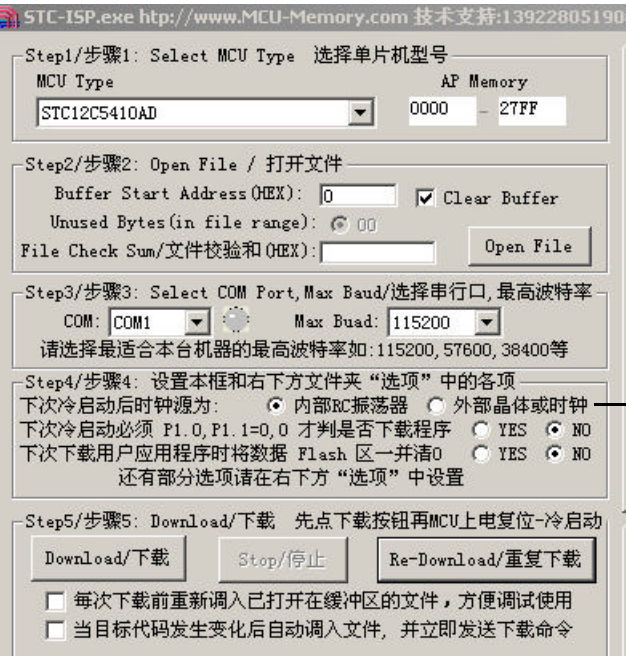 STC-ISP.exe http://www.MCU-Memory.com 技术支持:1392280519
Step1/步骤1: Select MCU Type 选择单片机型号
MCU Type AP Memory
STC12C5410AD 0000 - 27FF
Step2/步骤2: Open File / 打开文件
Buffer Start Address(HEX): 0 Clear Buffer
Unused Bytes(in file range): 00
File Check Sum/文件校验和(HEX): Open File
Step3/步骤3: Select COM Port,Max Baud/选择串行口,最高波特率
COM: COM1 Max Buad: 115200
请选择最适合本台机器的最高波特率如:115200,57600,38400等
Step4/步骤4: 设置本框和右下方文件夹“选项”中的各项
下次冷启动后时钟源为: 内部RC振荡器 外部晶体或时钟
下次冷启动必须 P1.0,P1.1=0,0 才判是否下载程序 YES NO
下次下载用户应用程序时将数据 Flash 区一并清0 YES NO
还有部分选项请在右下方“选项”中设置
Step5/步骤5: Download/下载 先点下载按钮再MCU上电复位-冷启动
Download/下载 Stop/停止 Re-Download/重复下载
每次下载前重新调入已打开在缓冲区的文件,方便调试使用
当目标代码发生变化后自动调入文件, 并立即发送下载命令